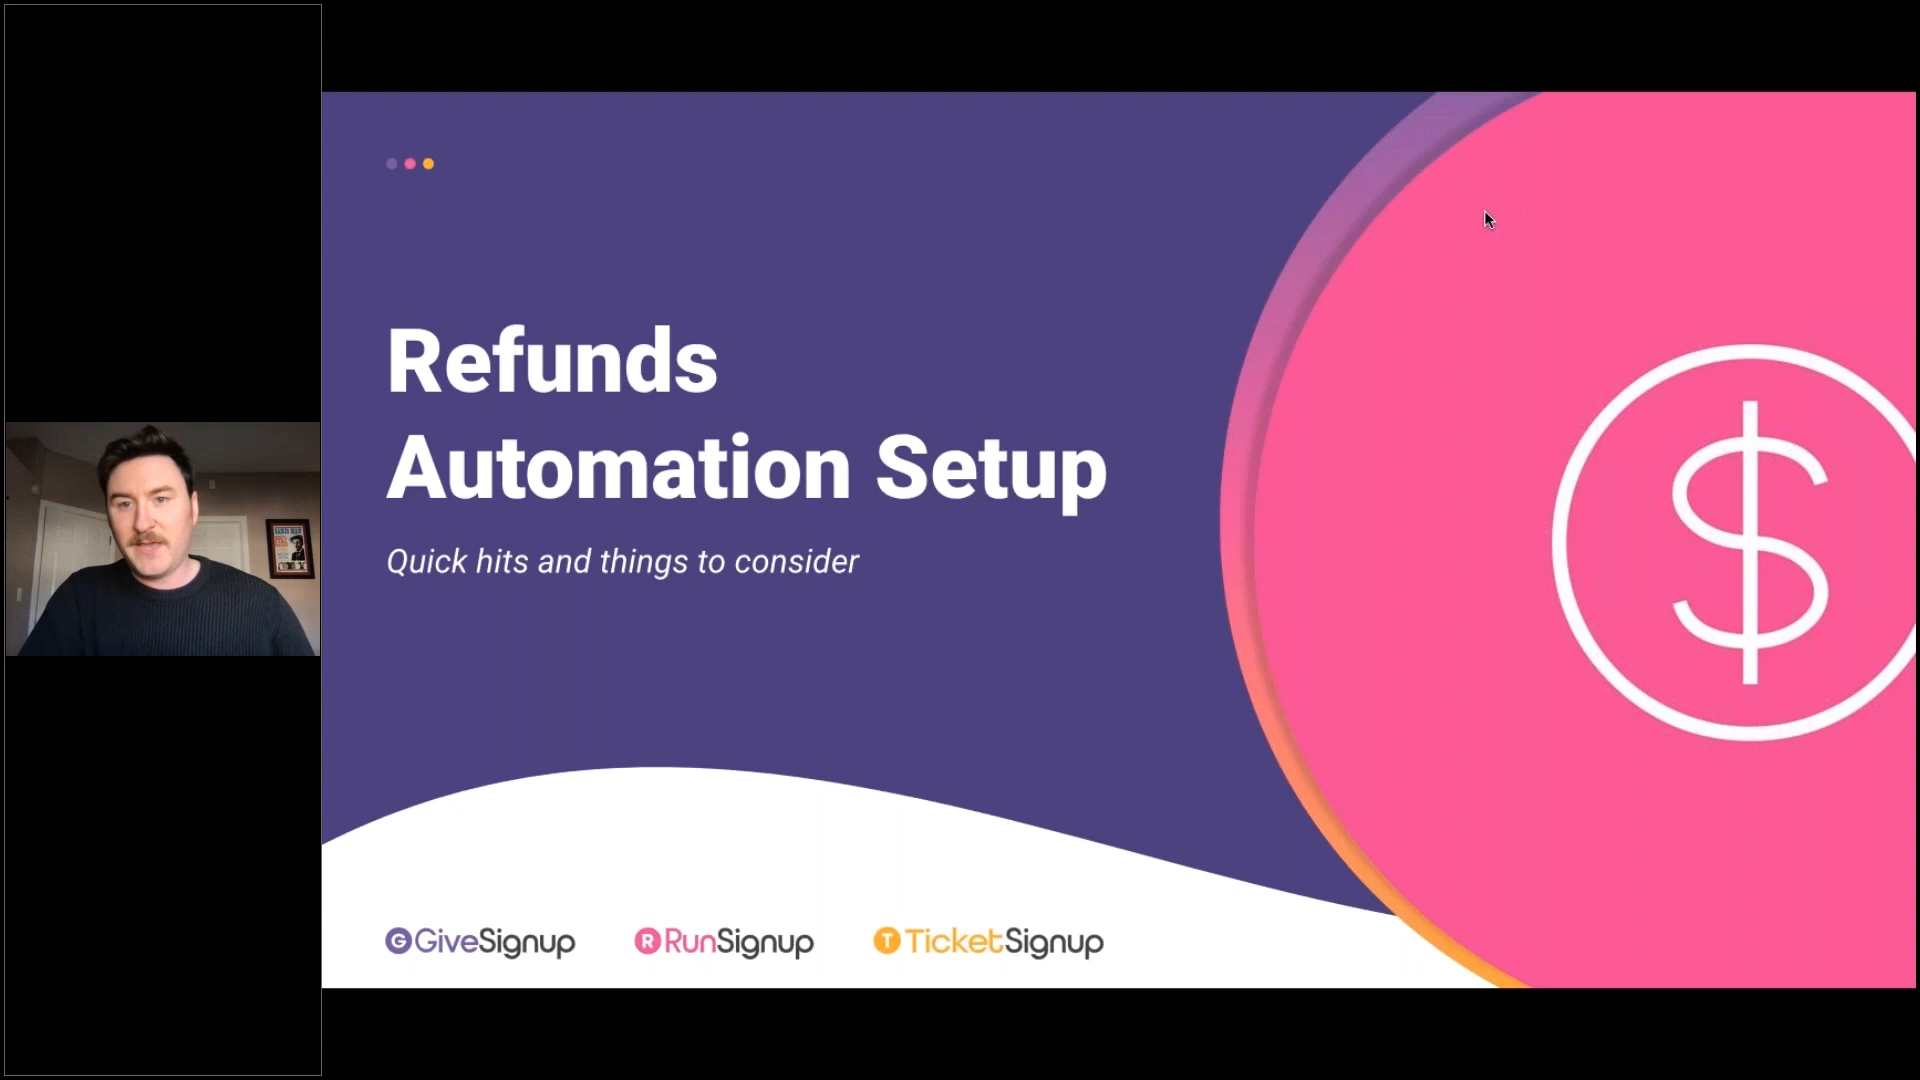 Refunds
Automation Setup
Quick hits and things to consider
$
G GiveSignup R RunSignup T TicketSignup